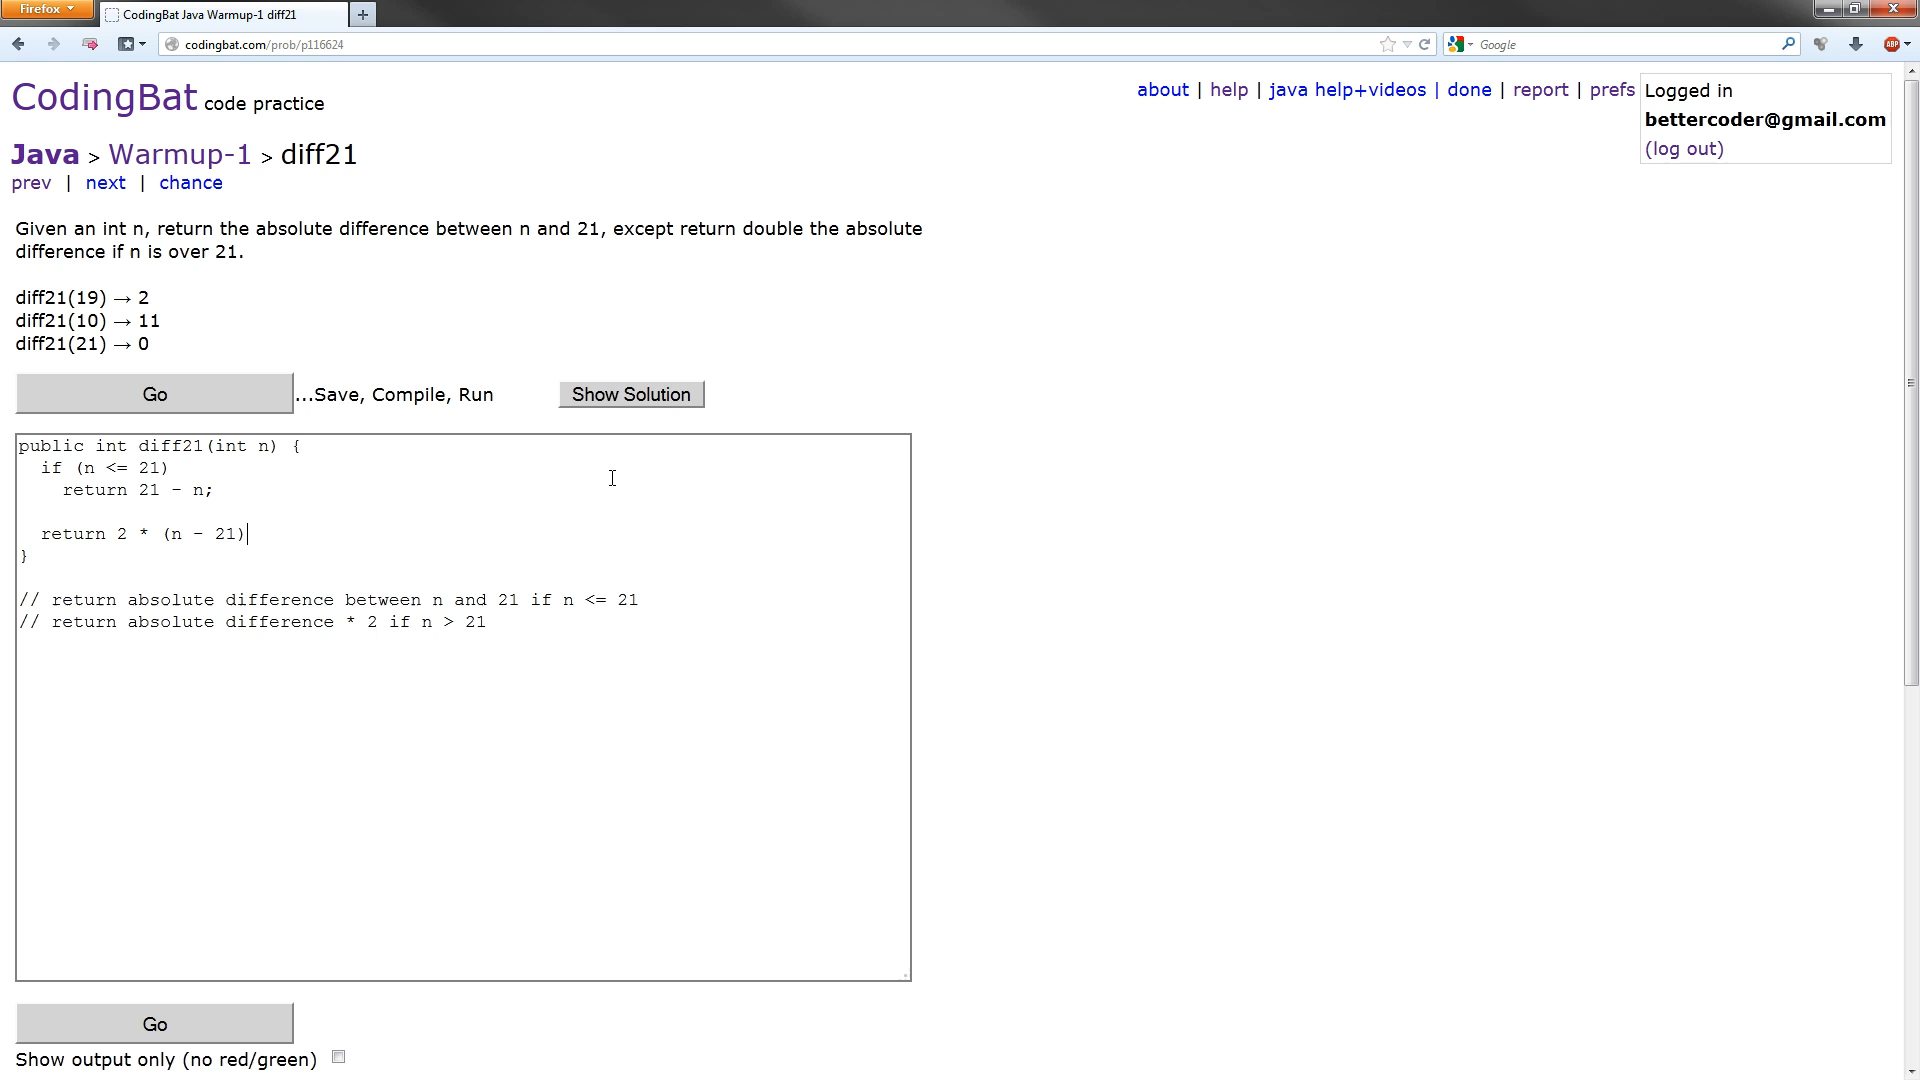 Firefox
CodingBat Java Warmup-1 diff21
codingbat.com/prob/p116624
Google
ABP
CodingBat code practice
about | help | java help+videos | done | report | prefs
Logged in
bettercoder@gmail.com
(log out)
Java > Warmup-1 > diff21
prev | next | chance
Given an int n, return the absolute difference between n and 21, except return double the absolute
difference if n is over 21.
diff21(19) → 2
diff21(10) → 11
diff21(21) → 0
Go ...Save, Compile, Run Show Solution
public int diff21(int n) {
  if (n <= 21)
    return 21 - n;
  return 2 * (n - 21)
}
// return absolute difference between n and 21 if n <= 21
// return absolute difference * 2 if n > 21
Go
Show output only (no red/green)